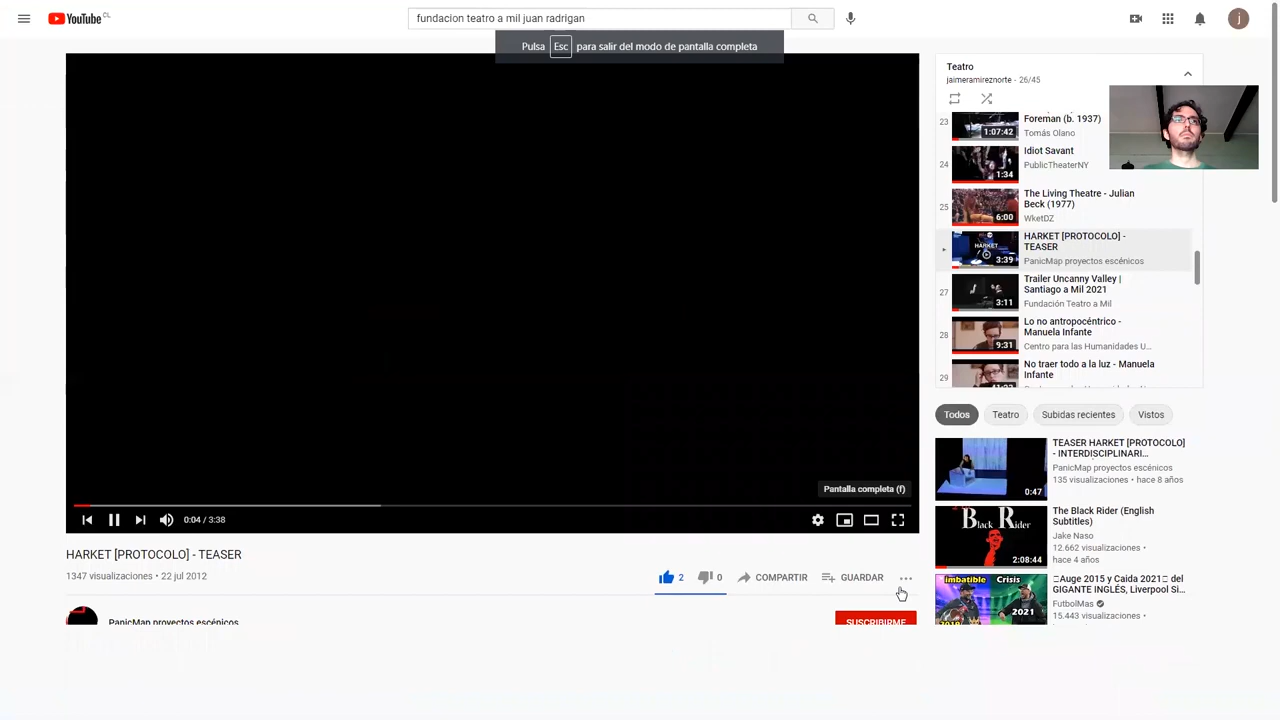 YouTube CL
fundacion teatro a mil juan radrigan
j
Pulsa Esc para salir del modo de pantalla completa
Teatro
jaimeramireznorte - 26/45
23
Foreman (b. 1937)
Tomás Olano
1:07:42
24
Idiot Savant
PublicTheaterNY
1:34
25
The Living Theatre - Julian
Beck (1977)
WketDZ
6:00
HARKET
HARKET [PROTOCOLO] -
TEASER
PanicMap proyectos escénicos
3:39
27
Trailer Uncanny Valley |
Santiago a Mil 2021
Fundación Teatro a Mil
3:11
28
Lo no antropocéntrico -
Manuela Infante
Centro para las Humanidades U...
9:31
29
No traer todo a la luz - Manuela
Infante
Todos
Teatro
Subidas recientes
Vistos
Pantalla completa (f)
0:04 / 3:38
HARKET [PROTOCOLO] - TEASER
1347 visualizaciones • 22 jul 2012
2
0
COMPARTIR
GUARDAR
PanicMap proyectos escénicos
SUSCRIBIRME
TEASER HARKET [PROTOCOLO]
- INTERDISCIPLINARI...
PanicMap proyectos escénicos
135 visualizaciones • hace 8 años
0:47
Black Rider
The Black Rider (English
Subtitles)
Jake Naso
12.662 visualizaciones •
hace 4 años
2:08:44
Imbatible
Crisis
2021
Auge 2015 y Caida 2021 del
GIGANTE INGLÉS, Liverpool Si...
FutbolMas
15.443 visualizaciones •